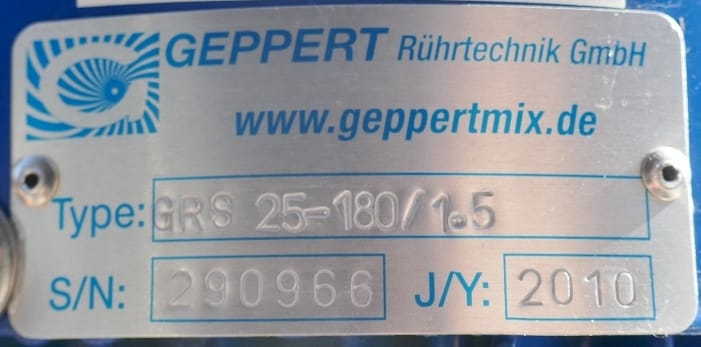 GEPPERT Rührtechnik GmbH
www.geppertmix.de
Type: GRS 25-180/1.5
S/N: 290966 J/Y: 2010